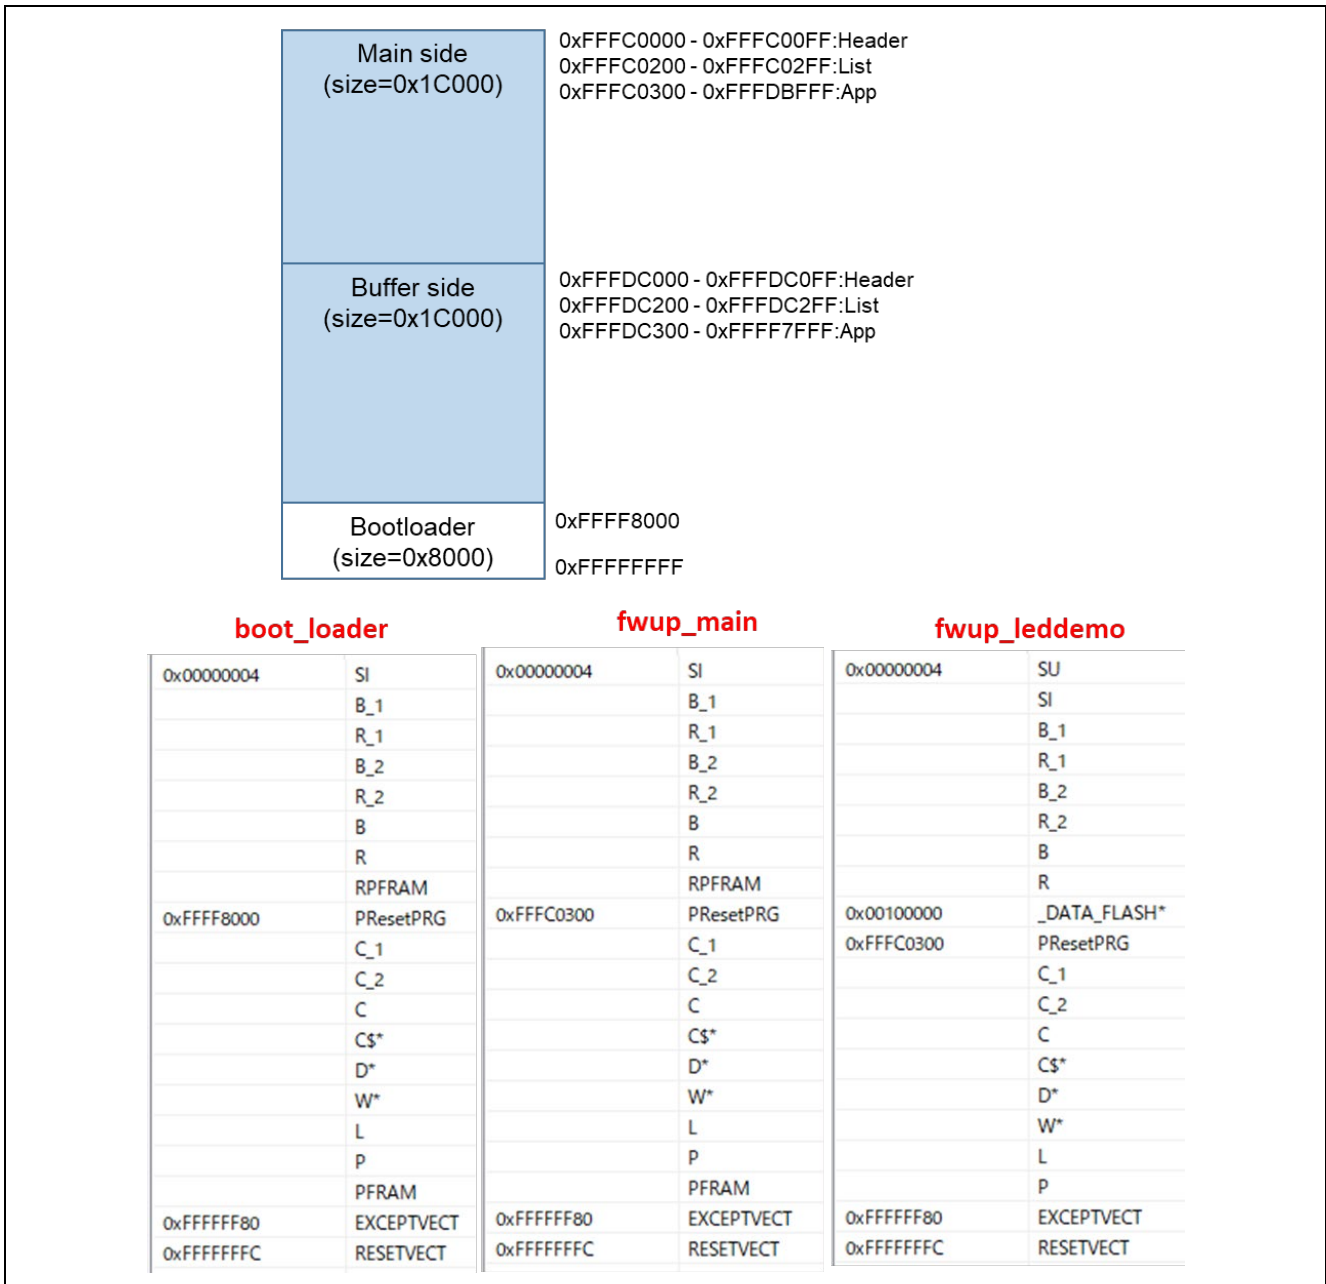 Main side
(size=0x1C000)
0xFFFC0000 - 0xFFFC00FF:Header
0xFFFC0200 - 0xFFFC02FF:List
0xFFFC0300 - 0xFFFDBFFF:App
Buffer side
(size=0x1C000)
0xFFFDC000 - 0xFFFDC0FF:Header
0xFFFDC200 - 0xFFFDC2FF:List
0xFFFDC300 - 0xFFFF7FFF:App
Bootloader
(size=0x8000)
0xFFFF8000
0xFFFFFFFF
boot_loader
0x00000004 SI
B_1
R_1
B_2
R_2
B
R
RPFRAM
0xFFFF8000 PResetPRG
C_1
C_2
C
C$*
D*
W*
L
P
PFRAM
0xFFFFFF80 EXCEPTVECT
0xFFFFFFFC RESETVECT
fwup_main
0x00000004 SI
B_1
R_1
B_2
R_2
B
R
RPFRAM
0xFFFC0300 PResetPRG
C_1
C_2
C
C$*
D*
W*
L
P
PFRAM
0xFFFFFF80 EXCEPTVECT
0xFFFFFFFC RESETVECT
fwup_leddemo
0x00000004 SU
SI
B_1
R_1
B_2
R_2
B
R
0x00100000 _DATA_FLASH*
0xFFFC0300 PResetPRG
C_1
C_2
C
C$*
D*
W*
L
P
0xFFFFFF80 EXCEPTVECT
0xFFFFFFFC RESETVECT